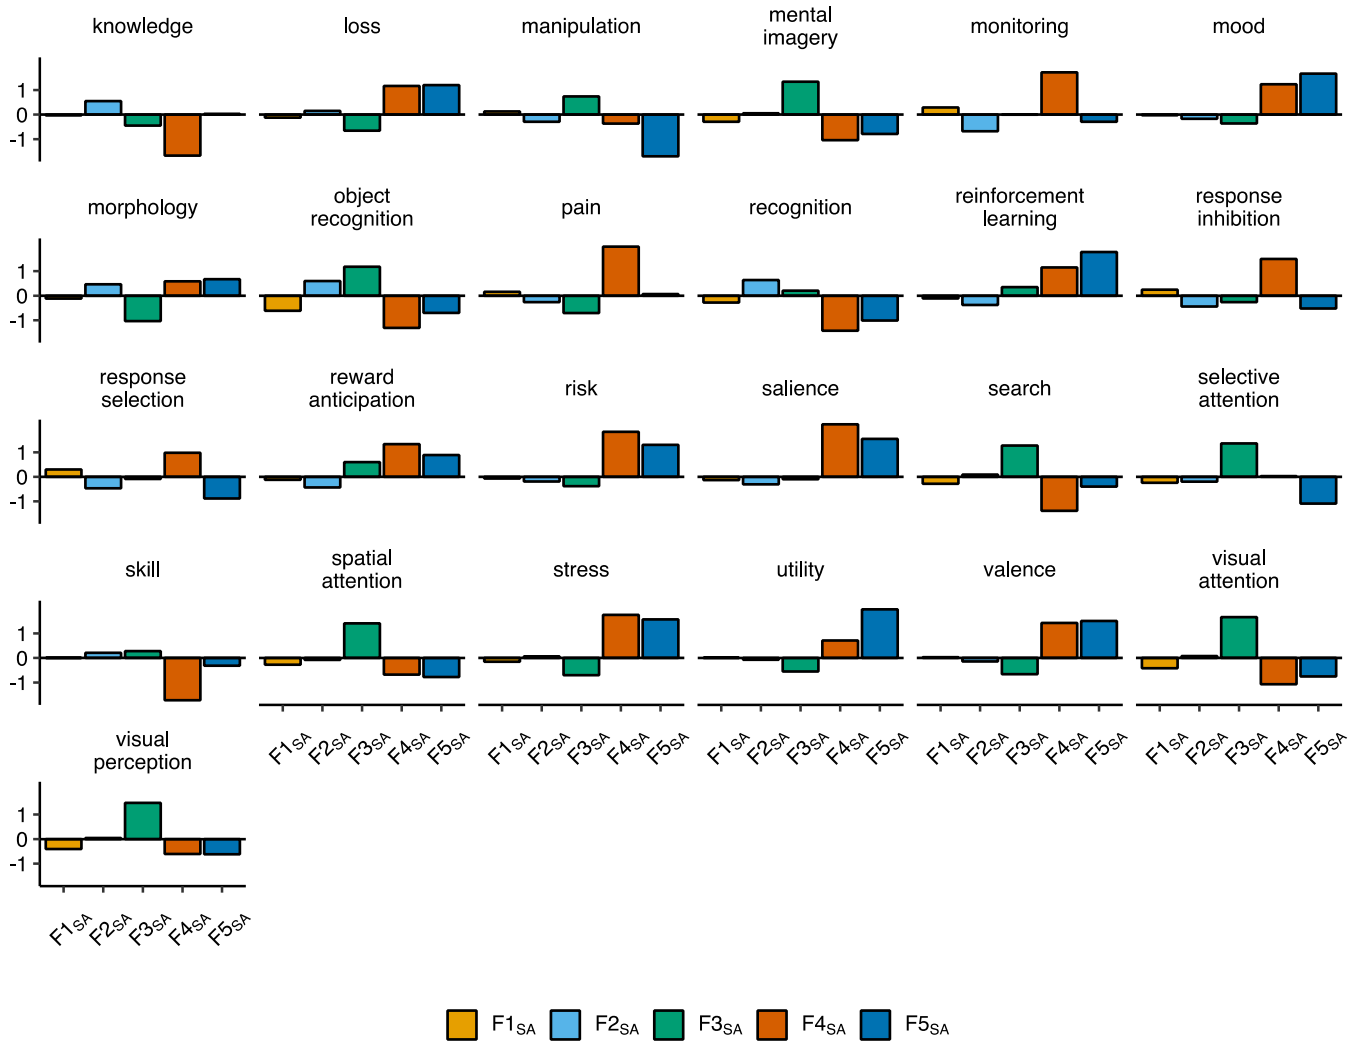 knowledge loss manipulation mental imagery monitoring mood
1
0
-1
morphology object recognition pain recognition reinforcement learning response inhibition
1
0
-1
response selection reward anticipation risk salience search selective attention
1
0
-1
skill spatial attention stress utility valence visual attention
1
0
-1
F1SA F2SA F3SA F4SA F5SA F1SA F2SA F3SA F4SA F5SA F1SA F2SA F3SA F4SA F5SA F1SA F2SA F3SA F4SA F5SA F1SA F2SA F3SA F4SA F5SA
visual perception
1
0
-1
F1SA F2SA F3SA F4SA F5SA
F1SA F2SA F3SA F4SA F5SA